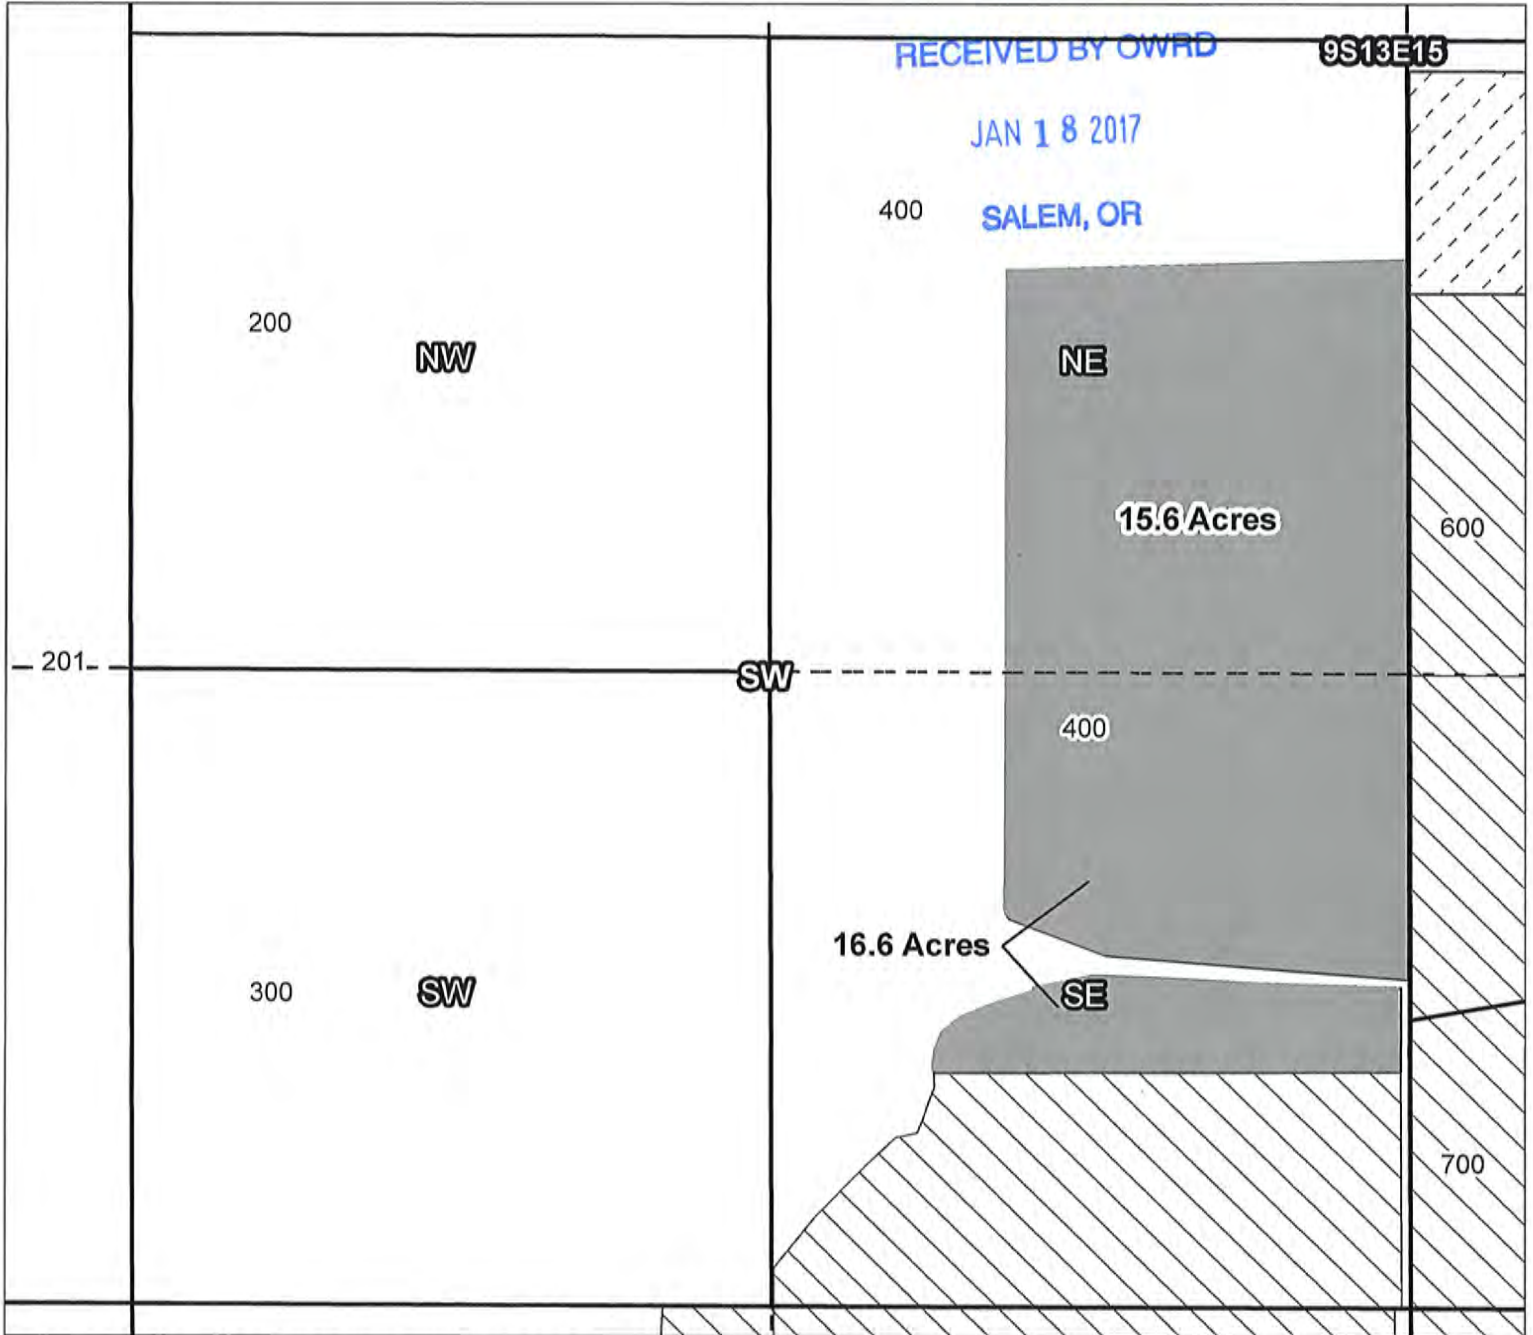 RECEIVED BY OWRD
9S13E15
JAN 18 2017
400
SALEM, OR
200
NW
NE
15.6 Acres
600
201
SW
400
16.6 Acres
300
SW
SE
700